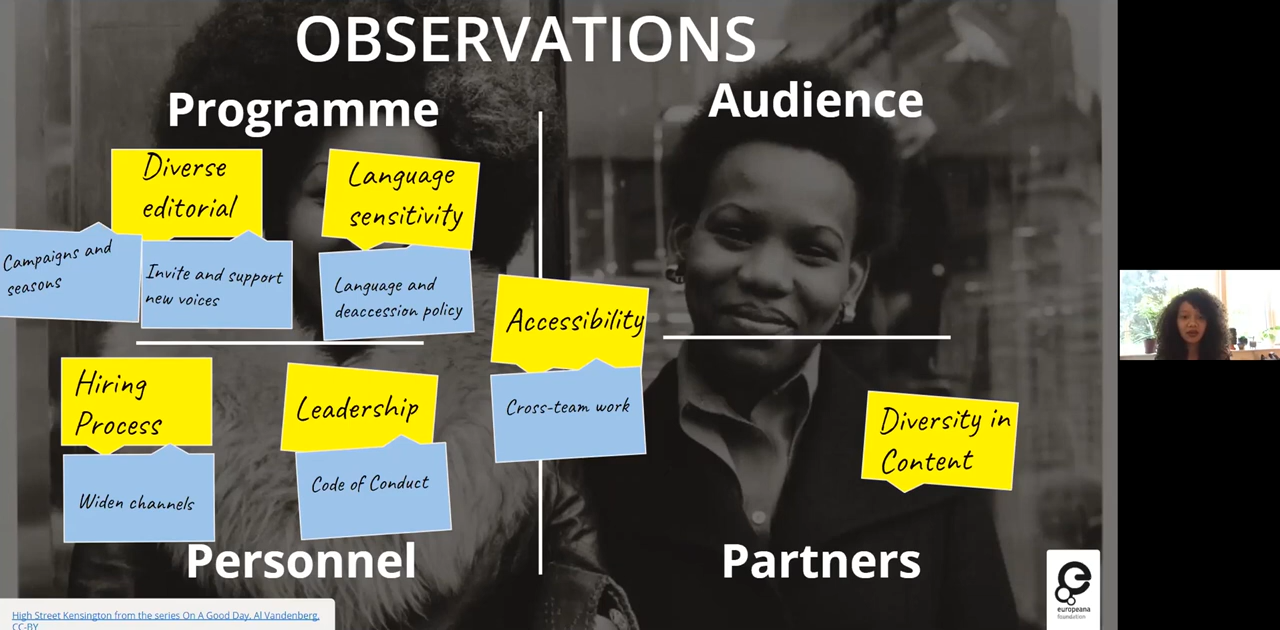 OBSERVATIONS
Programme
Audience
Diverse
editorial
Language
sensitivity
Campaigns and
seasons
Invite and support
new voices
Language and
deaccession policy
Accessibility
Cross-team work
Hiring
Process
Leadership
Diversity in
Content
Widen channels
Code of Conduct
Personnel
Partners
europeana
foundation
High Street Kensington from the series On A Good Day, Al Vandenberg,
CC-BY